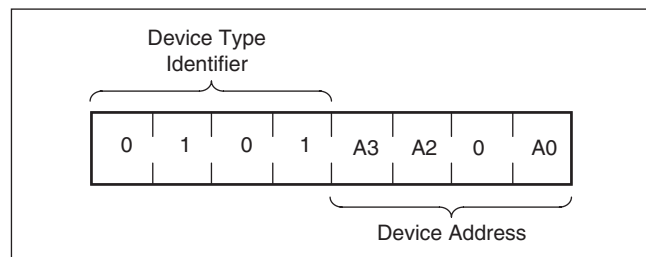 Device Type
Identifier
0 1 0 1 A3 A2 0 A0
Device Address